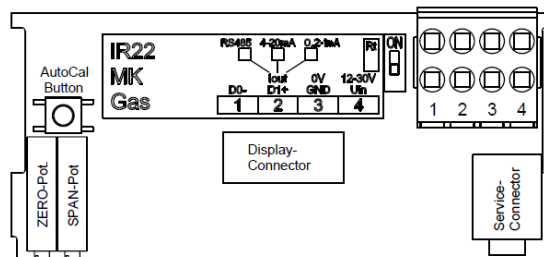 IR22
MK
Gas
RS485 4-20mA 0,2-1mA
Rt
ON
Iout 0V 12-30V
D0- D1+ GND Uin
1 2 3 4
1 2 3 4
AutoCal
Button
ZERO-Pot.
SPAN-Pot
Display-
Connector
Service-
Connector